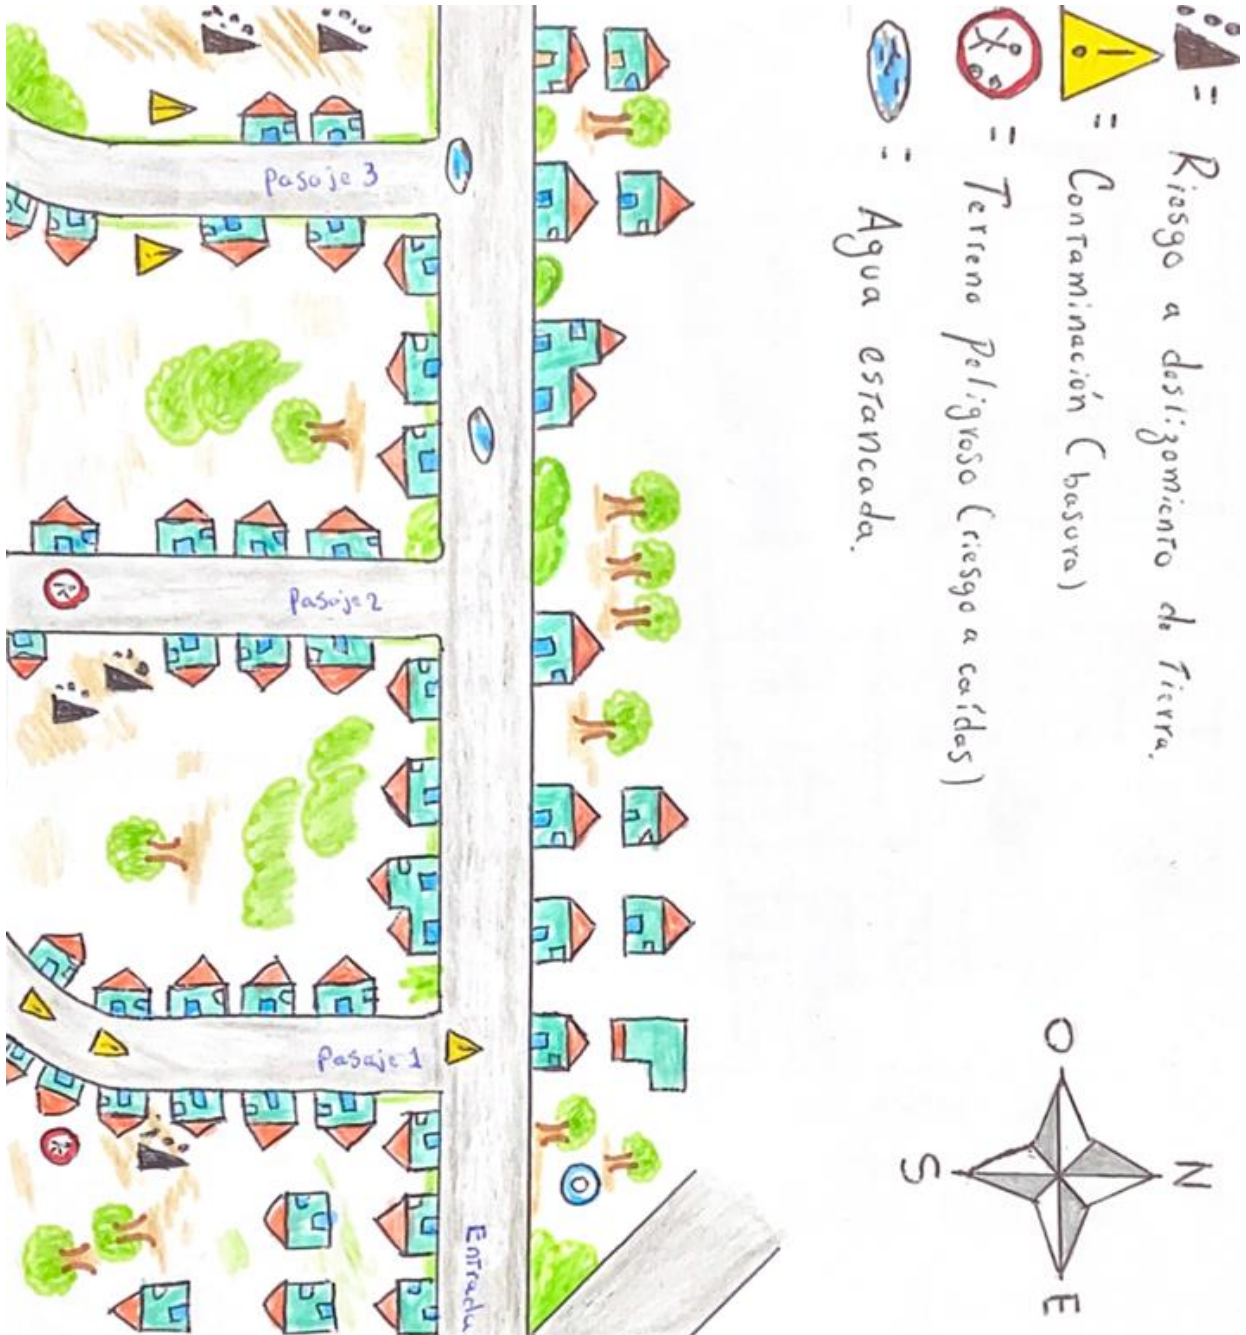 = Riesgo a deslizamiento de Tierra.
= Contaminación (basura)
= Terreno Peligroso (riesgo a caídas)
= Agua estancada.
N
O
E
S
Pasaje 3
Pasaje 2
Pasaje 1
Entrada